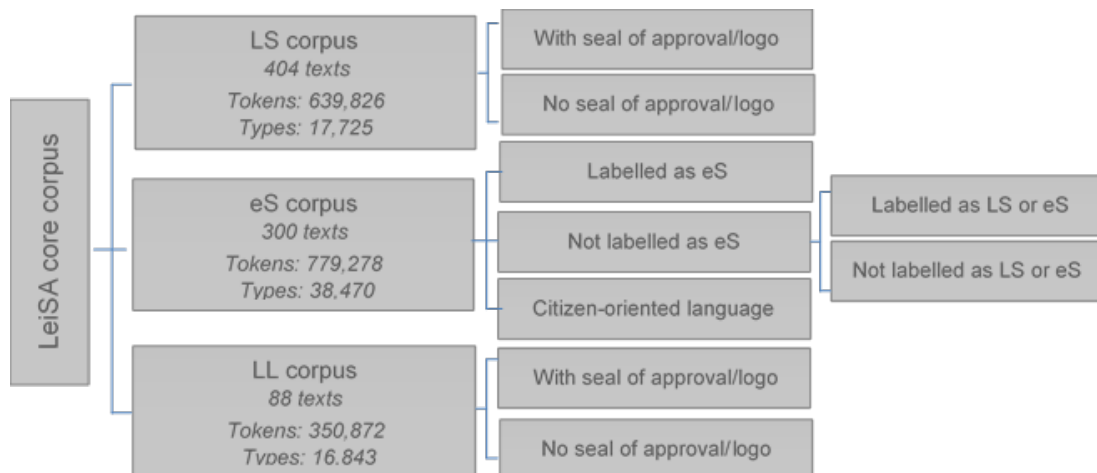 LeiSA core corpus
LS corpus
404 texts
Tokens: 639,826
Types: 17,725
With seal of approval/logo
No seal of approval/logo
eS corpus
300 texts
Tokens: 779,278
Types: 38,470
Labelled as eS
Not labelled as eS
Citizen-oriented language
Labelled as LS or eS
Not labelled as LS or eS
LL corpus
88 texts
Tokens: 350,872
Types: 16.843
With seal of approval/logo
No seal of approval/logo